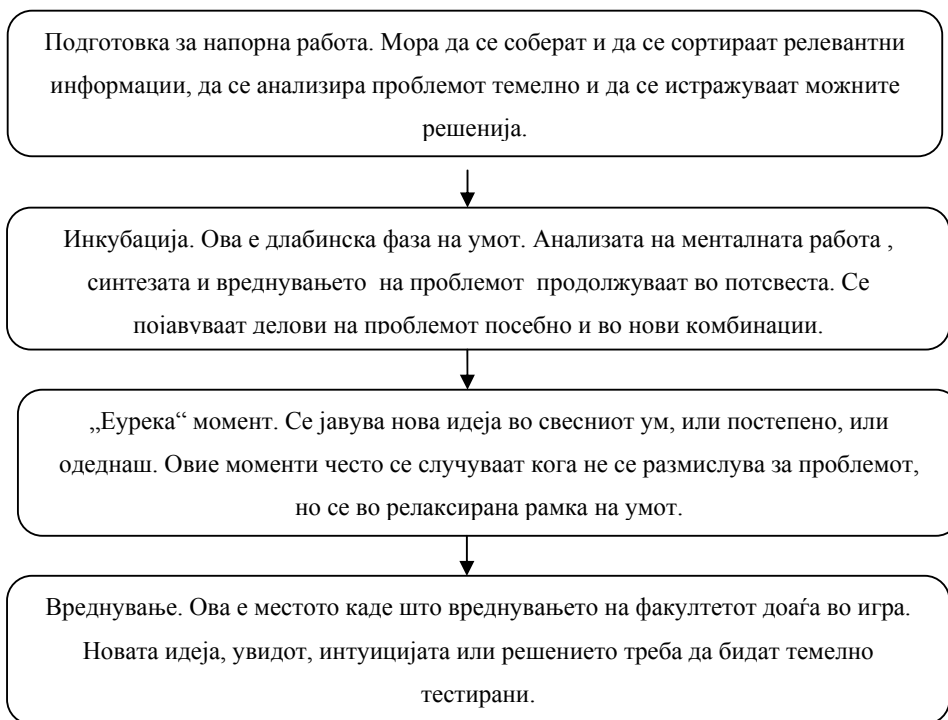 Подготовка за напорна работа. Мора да се соберат и да се сортираат релевантни
информации, да се анализира проблемот темелно и да се истражуваат можните
решенија.
Инкубација. Ова е длабинска фаза на умот. Анализата на менталната работа ,
синтезата и вреднувањето на проблемот продолжуваат во потсвеста. Се
појавуваат делови на проблемот посебно и во нови комбинации.
„Еурека“ момент. Се јавува нова идеја во свесниот ум, или постепено, или
одеднаш. Овие моменти често се случуваат кога не се размислува за проблемот,
но се во релаксирана рамка на умот.
Вреднување. Ова е местото каде што вреднувањето на факултетот доаѓа во игра.
Новата идеја, увидот, интуицијата или решението треба да бидат темелно
тестирани.